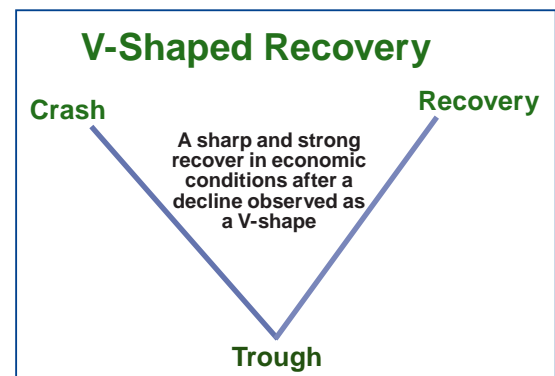 V-Shaped Recovery
Crash
Recovery
A sharp and strong
recover in economic
conditions after a
decline observed as
a V-shape
Trough